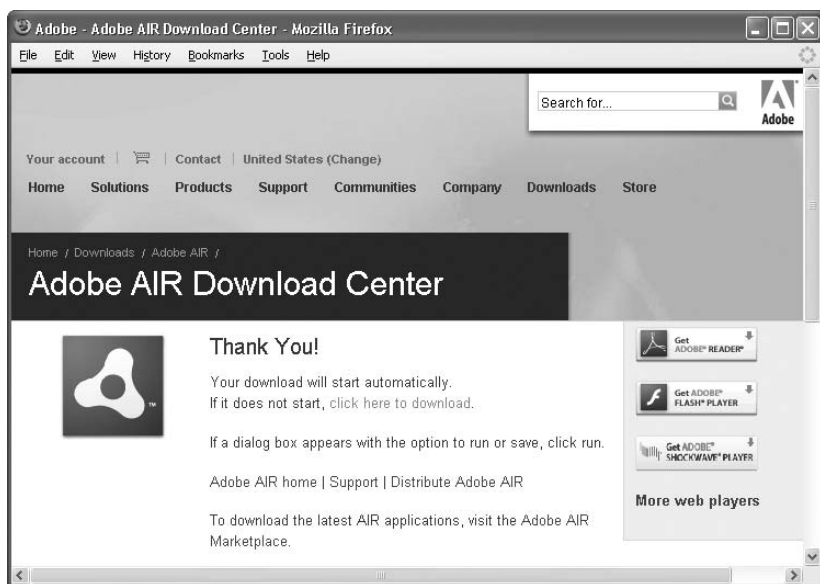 Adobe - Adobe AIR Download Center - Mozilla Firefox
File Edit View History Bookmarks Tools Help
Search for...
Adobe
Your account | | Contact | United States (Change)
Home Solutions Products Support Communities Company Downloads Store
Home / Downloads / Adobe AIR /
Adobe AIR Download Center
Thank You!
Your download will start automatically.
If it does not start, click here to download.
If a dialog box appears with the option to run or save, click run.
Adobe AIR home | Support | Distribute Adobe AIR
To download the latest AIR applications, visit the Adobe AIR
Marketplace.
™
Get
ADOBE® READER®
Get ADOBE®
FLASH® PLAYER
Get ADOBE®
SHOCKWAVE® PLAYER
More web players